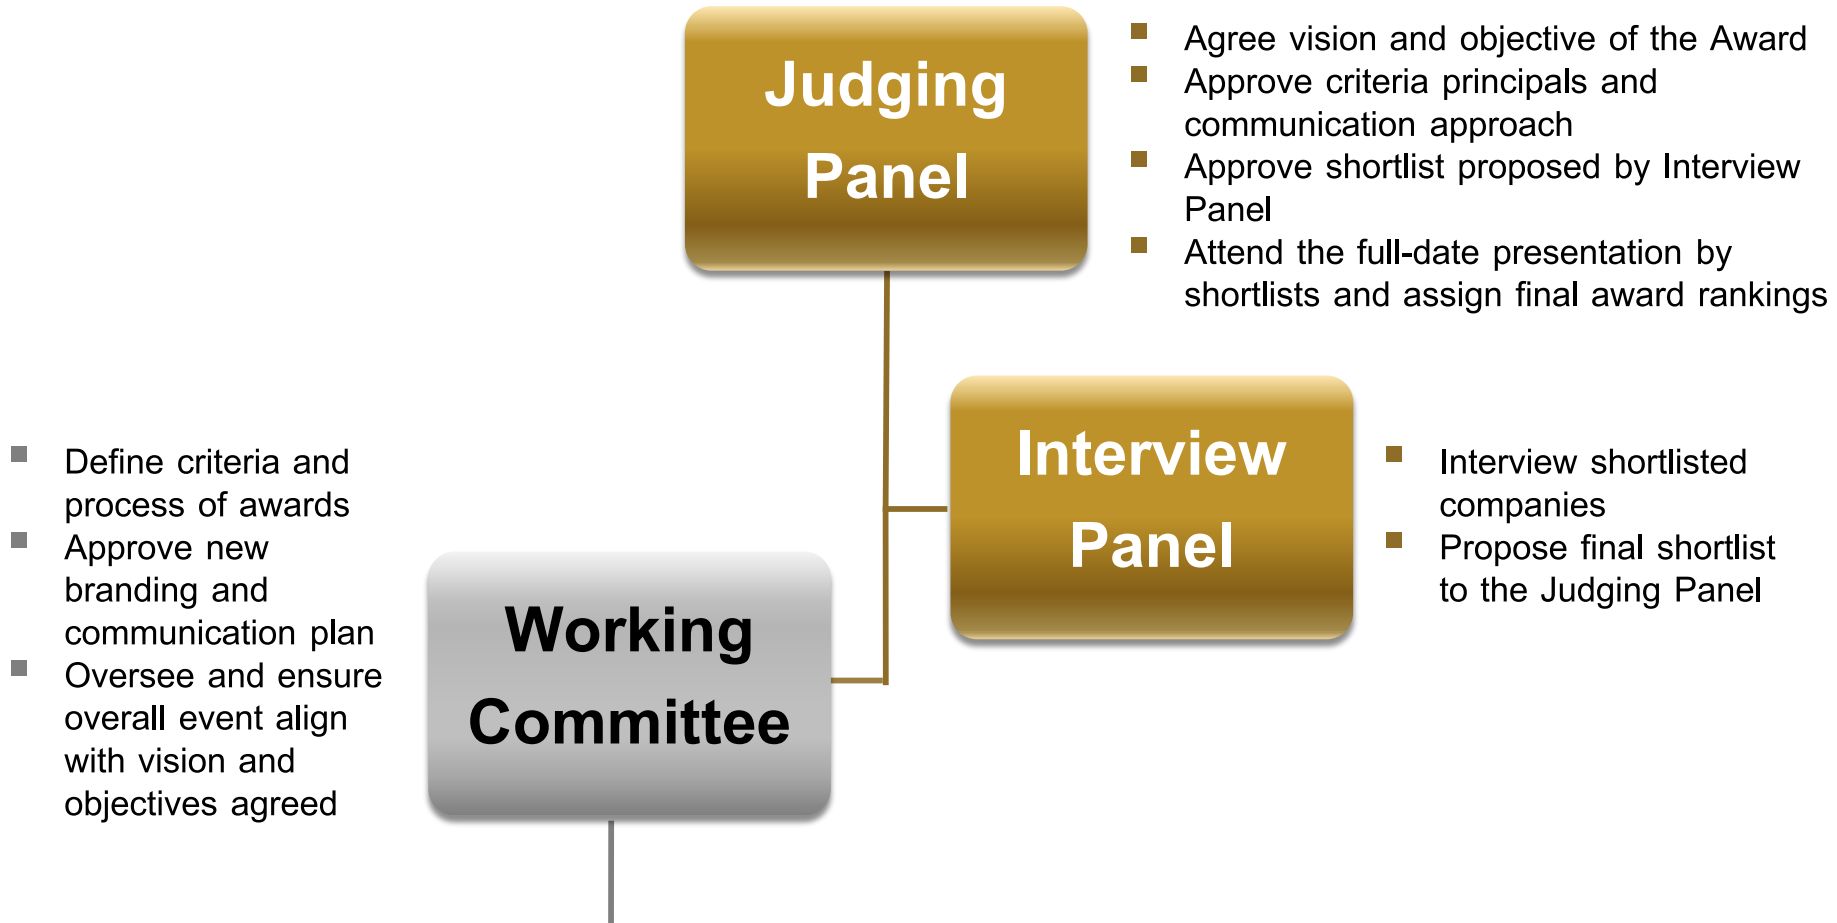 Judging
Panel
Agree vision and objective of the Award
Approve criteria principals and
communication approach
Approve shortlist proposed by Interview
Panel
Attend the full-date presentation by
shortlists and assign final award rankings
Interview
Panel
Interview shortlisted
companies
Propose final shortlist
to the Judging Panel
Define criteria and
process of awards
Approve new
branding and
communication plan
Oversee and ensure
overall event align
with vision and
objectives agreed
Working
Committee